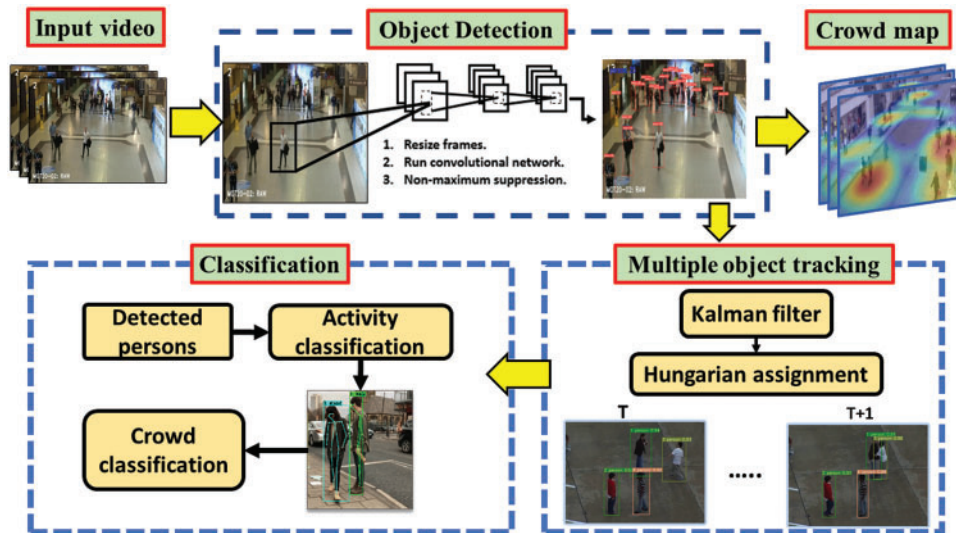 Input video
Object Detection
Crowd map
1. Resize frames.
2. Run convolutional network.
3. Non-maximum suppression.
Classification
Multiple object tracking
Detected
persons
Activity
classification
Crowd
classification
Kalman filter
Hungarian assignment
T
T+1
.....